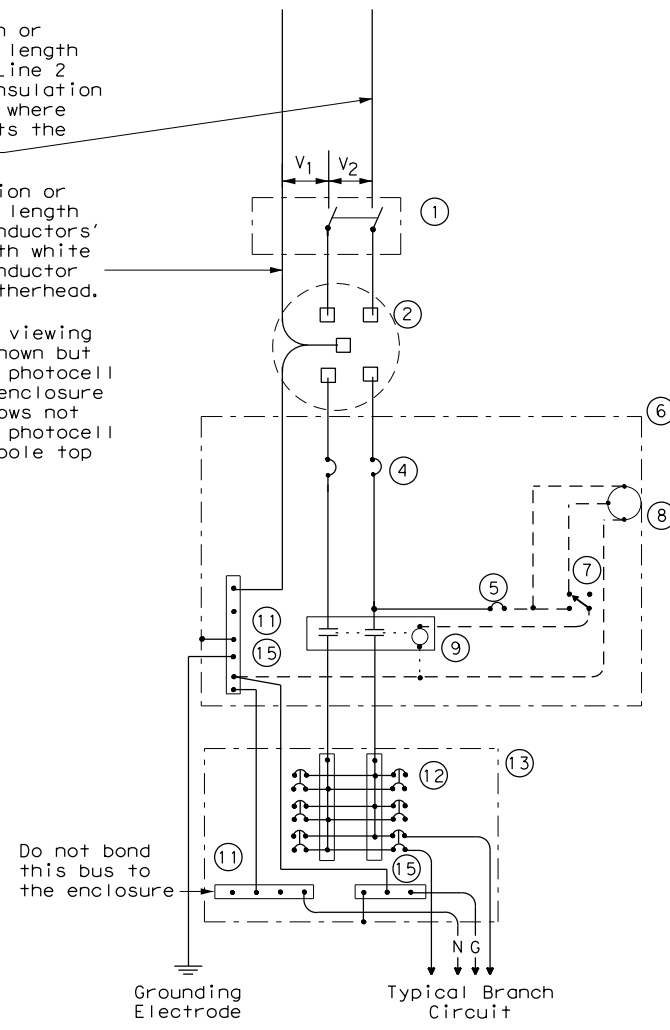 n or
length
Line 2
nsulation
where
ts the
ion or
length
nductors'
th white
nductor
therhead.
viewing
hown but
photocell
enclosure
ows not
photocell
pole top
V1
V2
1
2
6
4
8
7
5
11
9
15
13
12
Do not bond
this bus to
the enclosure
11
15
N G
Grounding
Electrode
Typical Branch
Circuit